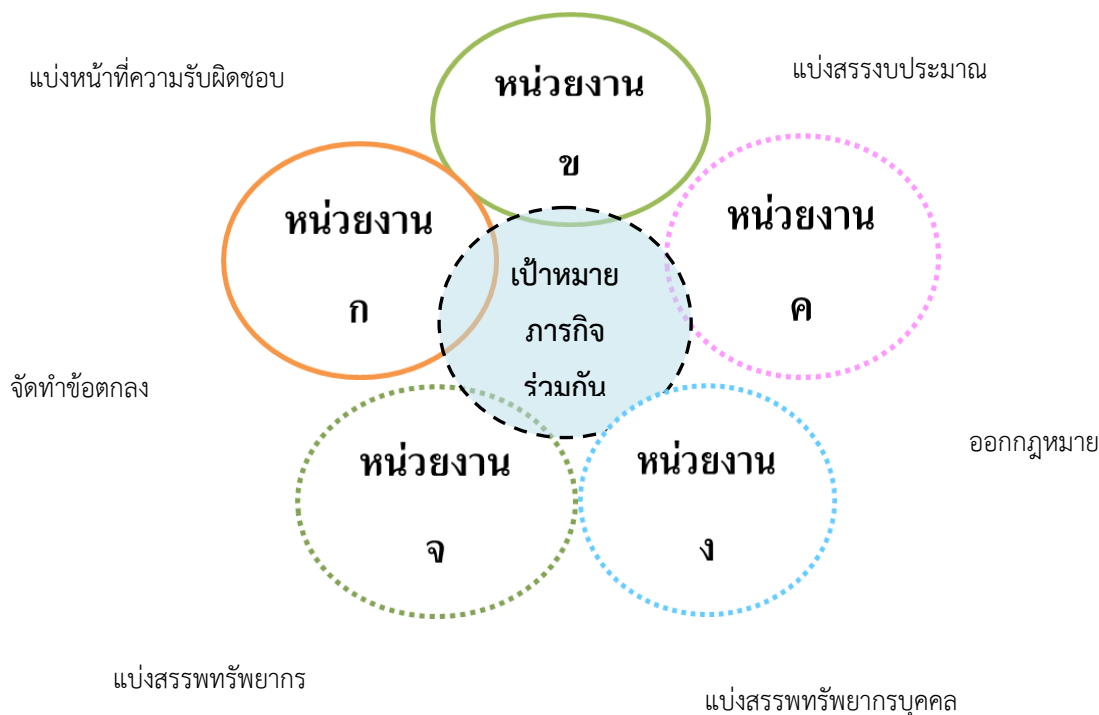 แบ่งหน้าที่ความรับผิดชอบ
หน่วยงาน
ข
แบ่งสรรงบประมาณ
หน่วยงาน
ก
หน่วยงาน
ค
เป้าหมาย
ภารกิจ
ร่วมกัน
จัดทำข้อตกลง
ออกกฎหมาย
หน่วยงาน
จ
หน่วยงาน
ง
แบ่งสรรพทรัพยากร
แบ่งสรรพทรัพยากรบุคคล